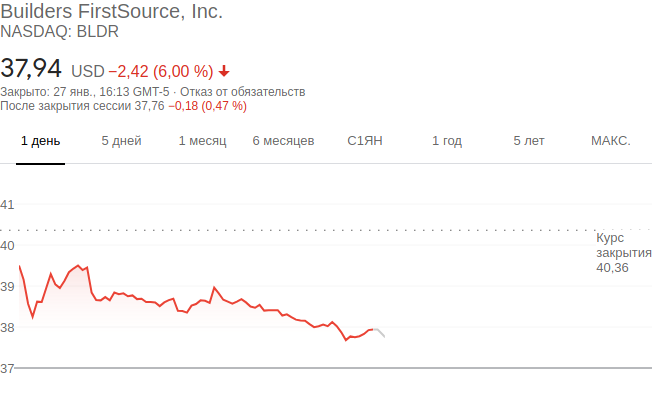 Builders FirstSource, Inc.
NASDAQ: BLDR
37,94 USD −2,42 (6,00 %)
Закрыто: 27 янв., 16:13 GMT-5 · Отказ от обязательств
После закрытия сессии 37,76 −0,18 (0,47 %)
1 день 5 дней 1 месяц 6 месяцев С1ЯН 1 год 5 лет МАКС.
41
Курс
закрытия
40,36
40
39
38
37